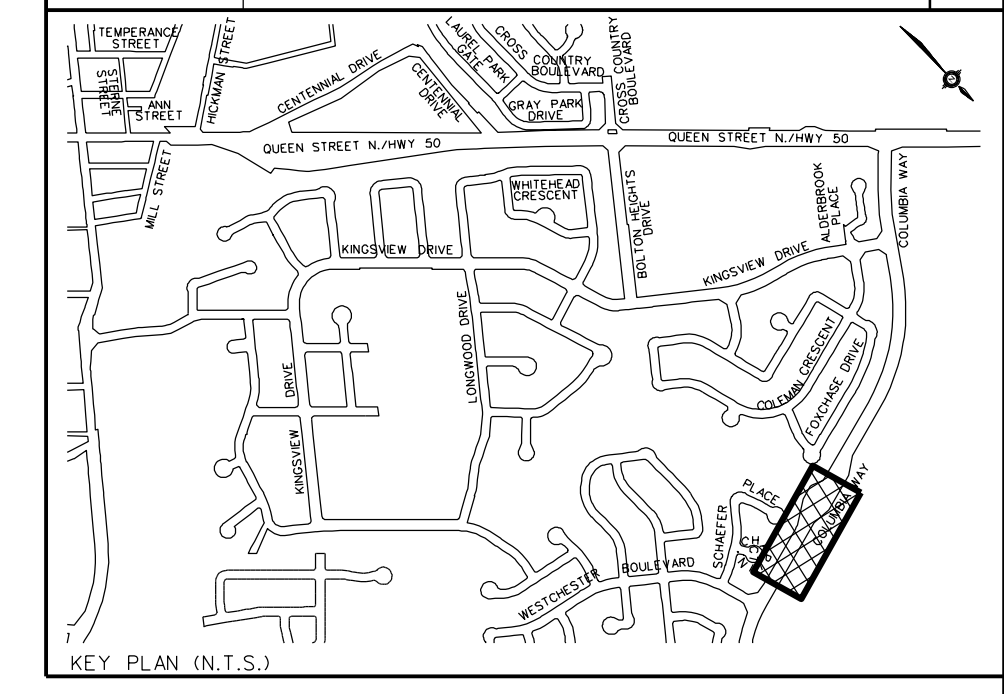 TEMPERANCE
STREET
STERNE
STREET
ANN
STREET
HICKMAN STREET
MILL STREET
CENTENNIAL DRIVE
CENTENNIAL
DRIVE
LAUREL PARK
GATE
CROSS
COUNTRY
BOULEVARD
CROSS COUNTRY
BOULEVARD
GRAY PARK
DRIVE
QUEEN STREET N./HWY 50
QUEEN STREET N./HWY 50
WHITEHEAD
CRESCENT
BOLTON HEIGHTS
DRIVE
ALDERBROOK
PLACE
COLUMBIA WAY
KINGSVIEW DRIVE
KINGSVIEW DRIVE
LONGWOOD DRIVE
DRIVE
KINGSVIEW
COLEMAN CRESCENT
FOXCHASE DRIVE
COLUMBIA WAY
PLACE
SCHAEFER
WESTCHESTER BOULEVARD
KEY PLAN (N.T.S.)